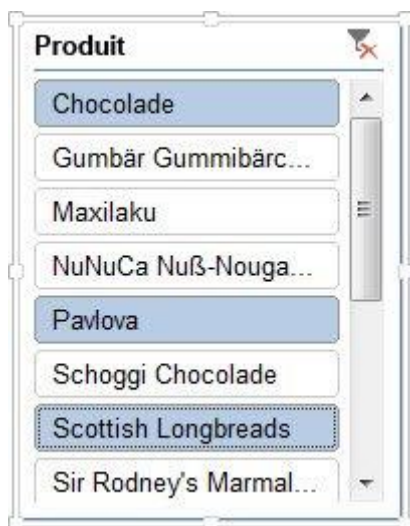 Produit
Chocolade
Gumbär Gummibärc...
Maxilaku
NuNuCa Nuß-Nouga...
Pavlova
Schoggi Chocolade
Scottish Longbreads
Sir Rodney's Marmal...